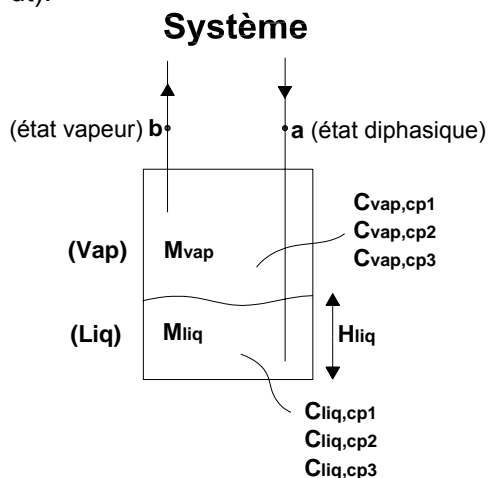 Système
(état vapeur) b
a (état diphasique)
Cvap,cp1
Cvap,cp2
Cvap,cp3
(Vap)
Mvap
(Liq)
Mliq
Hliq
Cliq,cp1
Cliq,cp2
Cliq,cp3